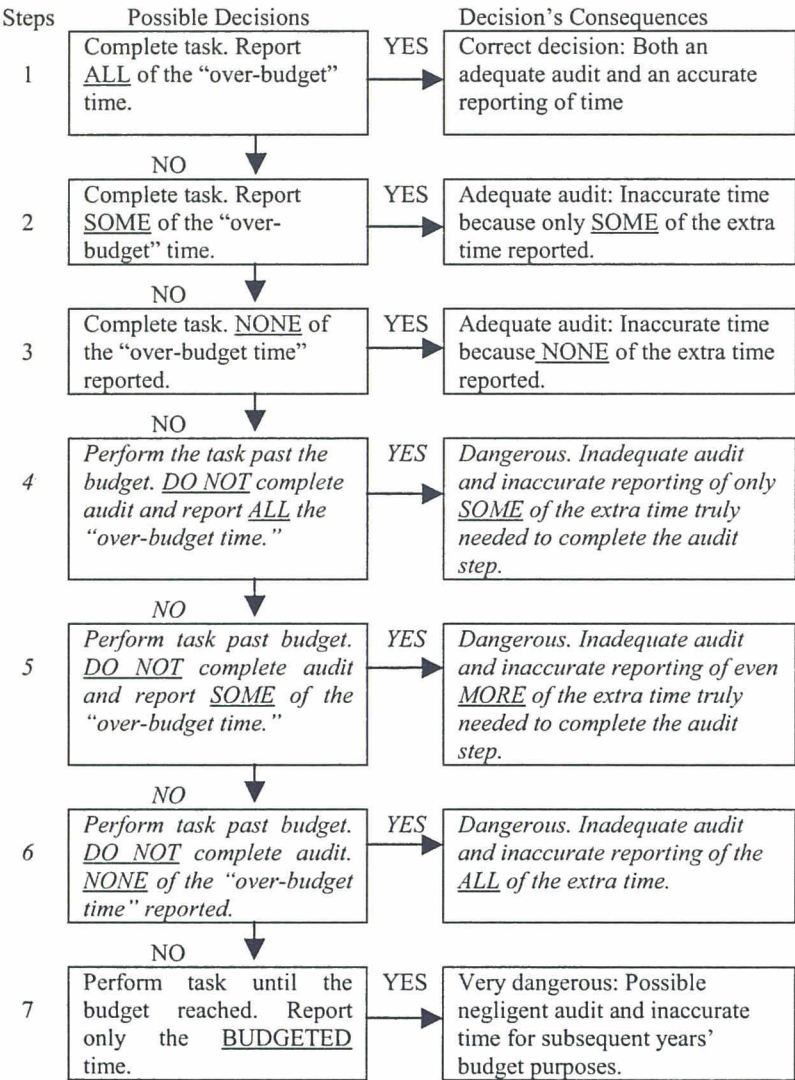 Steps Possible Decisions Decision's Consequences
1
Complete task. Report
ALL of the "over-budget"
time.
YES
Correct decision: Both an
adequate audit and an accurate
reporting of time
NO
2
Complete task. Report
SOME of the "over-
budget" time.
YES
Adequate audit: Inaccurate time
because only SOME of the extra
time reported.
NO
3
Complete task. NONE of
the "over-budget time"
reported.
YES
Adequate audit: Inaccurate time
because NONE of the extra time
reported.
NO
4
Perform the task past the
budget. DO NOT complete
audit and report ALL the
"over-budget time."
YES
Dangerous. Inadequate audit
and inaccurate reporting of only
SOME of the extra time truly
needed to complete the audit
step.
NO
5
Perform task past budget.
DO NOT complete audit
and report SOME of the
"over-budget time."
YES
Dangerous. Inadequate audit
and inaccurate reporting of even
MORE of the extra time truly
needed to complete the audit
step.
NO
6
Perform task past budget.
DO NOT complete audit.
NONE of the "over-budget
time" reported.
YES
Dangerous. Inadequate audit
and inaccurate reporting of the
ALL of the extra time.
NO
7
Perform task until the
budget reached. Report
only the BUDGETED
time.
YES
Very dangerous: Possible
negligent audit and inaccurate
time for subsequent years'
budget purposes.